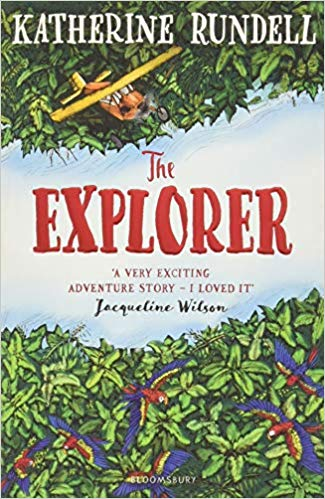 KATHERINE RUNDELL
The
EXPLORER
'A VERY EXCITING
ADVENTURE STORY – I LOVED IT'
Jacqueline Wilson
BLOOMSBURY